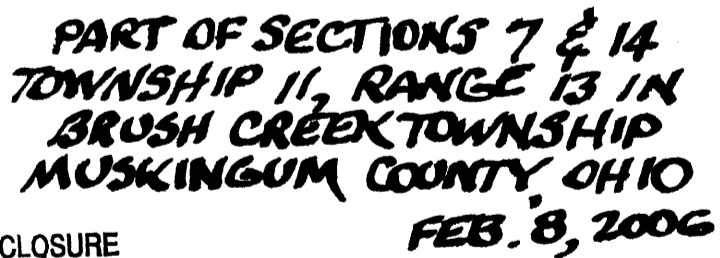 PART OF SECTIONS 7 & 14
TOWNSHIP 11, RANGE 13 IN
BRUSH CREEK TOWNSHIP
MUSKINGUM COUNTY, OHIO
FEB. 8, 2006
CLOSURE